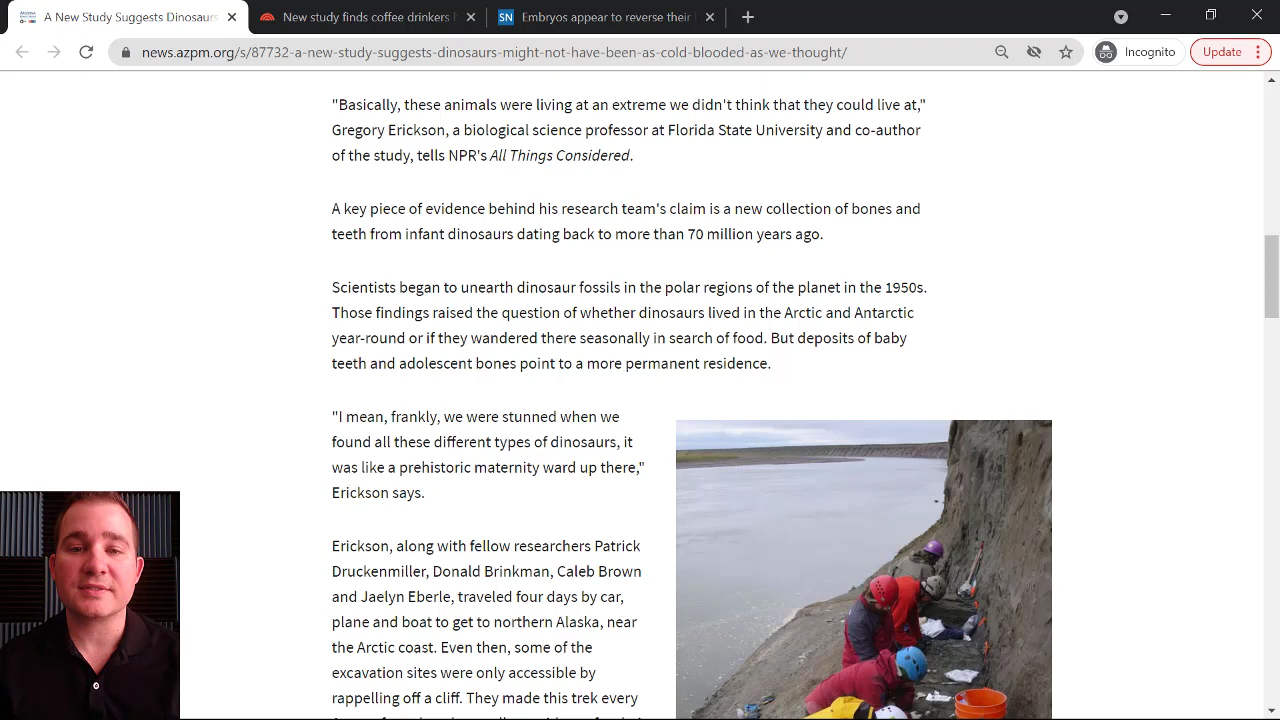 A New Study Suggests Dinosaurs
New study finds coffee drinkers
SN
Embryos appear to reverse their
news.azpm.org/s/87732-a-new-study-suggests-dinosaurs-might-not-have-been-as-cold-blooded-as-we-thought/
Incognito
Update
"Basically, these animals were living at an extreme we didn't think that they could live at,"
Gregory Erickson, a biological science professor at Florida State University and co-author
of the study, tells NPR's All Things Considered.
A key piece of evidence behind his research team's claim is a new collection of bones and
teeth from infant dinosaurs dating back to more than 70 million years ago.
Scientists began to unearth dinosaur fossils in the polar regions of the planet in the 1950s.
Those findings raised the question of whether dinosaurs lived in the Arctic and Antarctic
year-round or if they wandered there seasonally in search of food. But deposits of baby
teeth and adolescent bones point to a more permanent residence.
"I mean, frankly, we were stunned when we
found all these different types of dinosaurs, it
was like a prehistoric maternity ward up there,"
Erickson says.
Erickson, along with fellow researchers Patrick
Druckenmiller, Donald Brinkman, Caleb Brown
and Jaelyn Eberle, traveled four days by car,
plane and boat to get to northern Alaska, near
the Arctic coast. Even then, some of the
excavation sites were only accessible by
rappelling off a cliff. They made this trek every